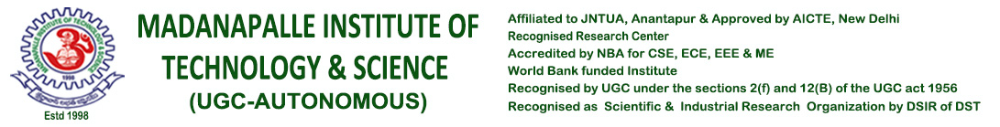 MADANAPALLE INSTITUTE OF TECHNOLOGY & SCIENCE
1998
Estd 1998
MADANAPALLE INSTITUTE OF
TECHNOLOGY & SCIENCE
(UGC-AUTONOMOUS)
Affiliated to JNTUA, Anantapur & Approved by AICTE, New Delhi
Recognised Research Center
Accredited by NBA for CSE, ECE, EEE & ME
World Bank funded Institute
Recognised by UGC under the sections 2(f) and 12(B) of the UGC act 1956
Recognised as Scientific & Industrial Research Organization by DSIR of DST